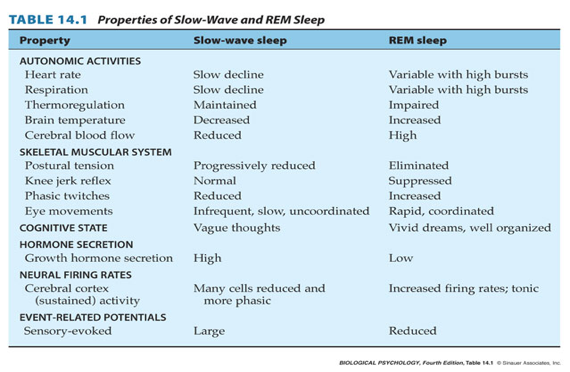 TABLE 14.1 Properties of Slow-Wave and REM Sleep
Property Slow-wave sleep REM sleep
AUTONOMIC ACTIVITIES
Heart rate Slow decline Variable with high bursts
Respiration Slow decline Variable with high bursts
Thermoregulation Maintained Impaired
Brain temperature Decreased Increased
Cerebral blood flow Reduced High
SKELETAL MUSCULAR SYSTEM
Postural tension Progressively reduced Eliminated
Knee jerk reflex Normal Suppressed
Phasic twitches Reduced Increased
Eye movements Infrequent, slow, uncoordinated Rapid, coordinated
COGNITIVE STATE Vague thoughts Vivid dreams, well organized
HORMONE SECRETION
Growth hormone secretion High Low
NEURAL FIRING RATES
Cerebral cortex Many cells reduced and Increased firing rates; tonic
(sustained) activity more phasic
EVENT-RELATED POTENTIALS
Sensory-evoked Large Reduced
BIOLOGICAL PSYCHOLOGY, Fourth Edition, Table 14.1 © Sinauer Associates, Inc.